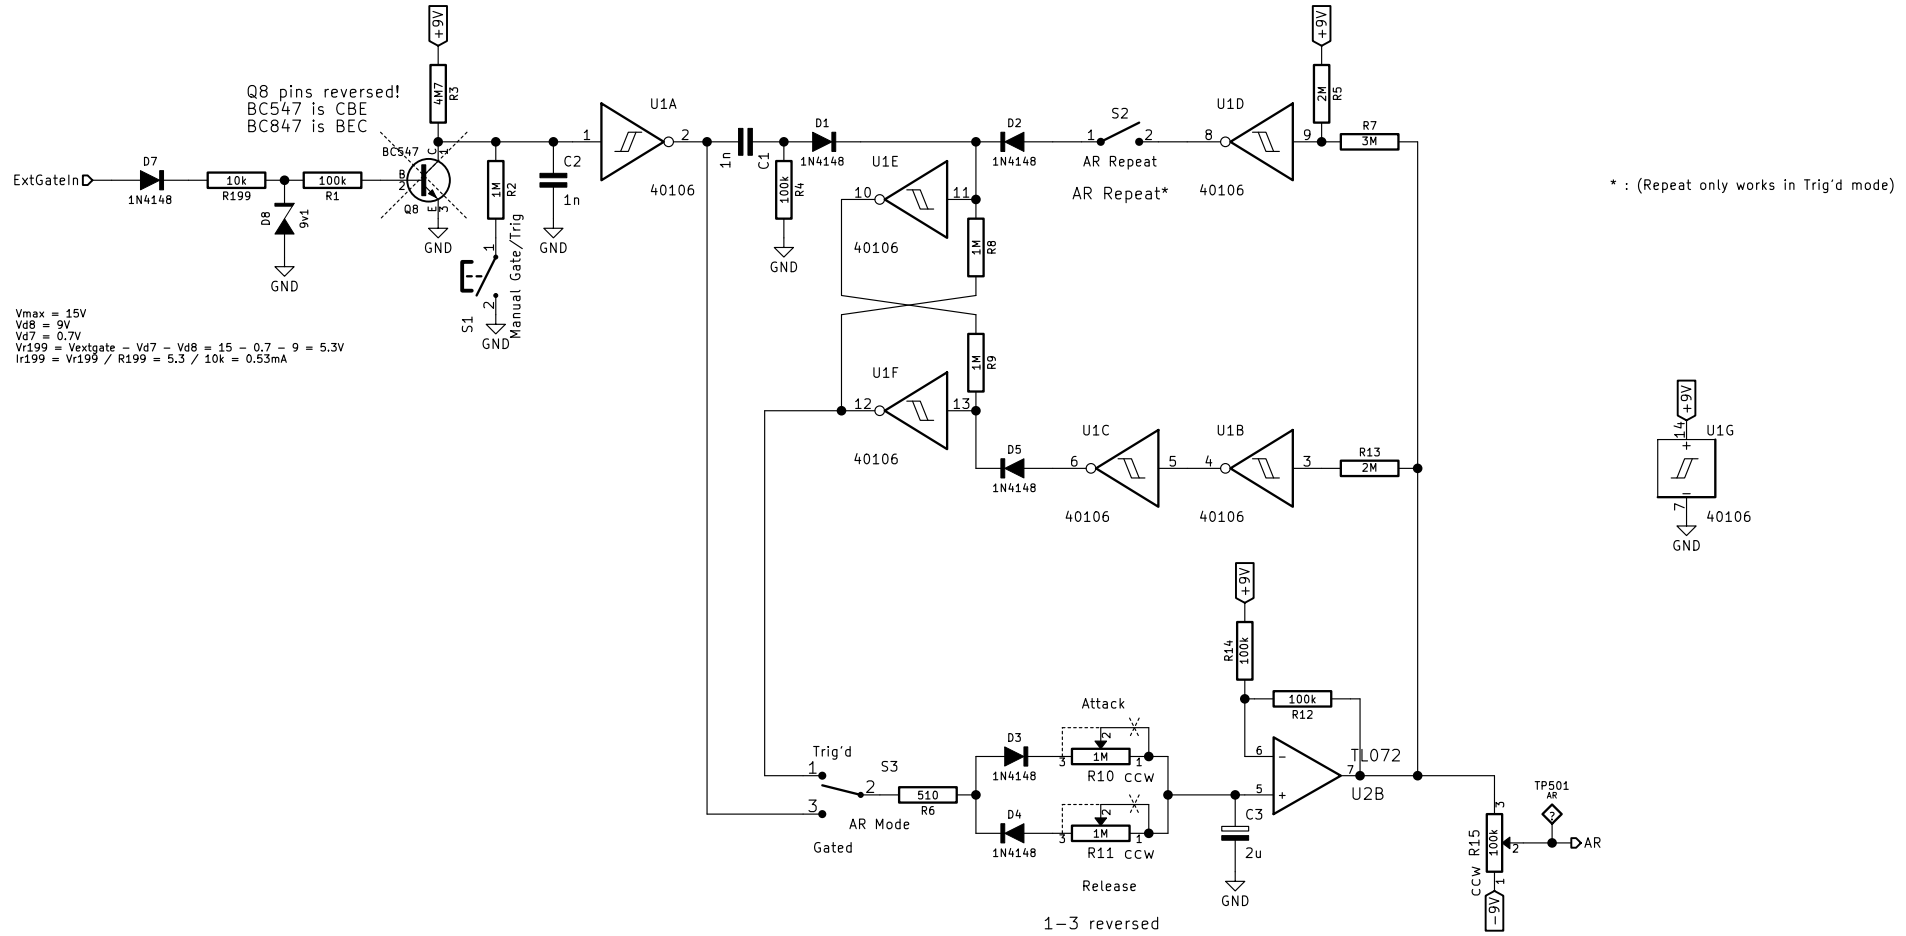 +9V
4M7
R3
Q8 pins reversed!
BC547 is CBE
BC847 is BEC
BC547
C
1
B
2
Q8
E
3
GND
ExtGateIn
D7
1N4148
10k
R199
100k
R1
D8
9v1
GND
1M
R2
1
2
S1
Manual Gate/Trig
GND
C2
1n
GND
Vmax = 15V
Vd8 = 9V
Vd7 = 0.7V
Vr199 = Vextgate - Vd7 - Vd8 = 15 - 0.7 - 9 = 5.3V
Ir199 = Vr199 / R199 = 5.3 / 10k = 0.53mA
U1A
1
2
40106
1n
C1
100k
R4
GND
D1
1N4148
U1E
10
11
40106
1M
R8
D2
1N4148
S2
1
2
AR Repeat
AR Repeat*
U1D
8
9
40106
+9V
2M
R5
R7
3M
* : (Repeat only works in Trig'd mode)
1M
R9
U1F
12
13
40106
D5
1N4148
U1C
6
5
40106
U1B
4
3
40106
R13
2M
+9V
14
U1G
+
-
7
40106
GND
+9V
R14
100k
100k
R12
6
-
5
+
7
TL072
U2B
Trig'd
1
S3
2
3
AR Mode
Gated
510
R6
D3
1N4148
D4
1N4148
Attack
2
1M
3
1
R10
CCW
2
1M
3
1
R11
CCW
Release
1-3 reversed
C3
2u
GND
3
100k
R15
CCW
2
1
-9V
TP501
AR
?
AR